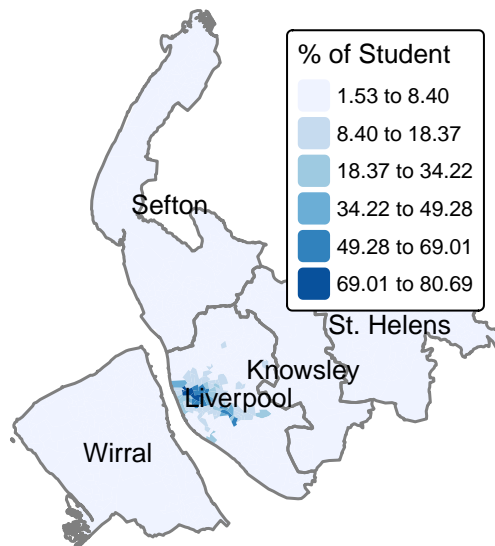 % of Student
1.53 to 8.40
8.40 to 18.37
18.37 to 34.22
34.22 to 49.28
49.28 to 69.01
69.01 to 80.69
Sefton
St. Helens
Knowsley
Liverpool
Wirral